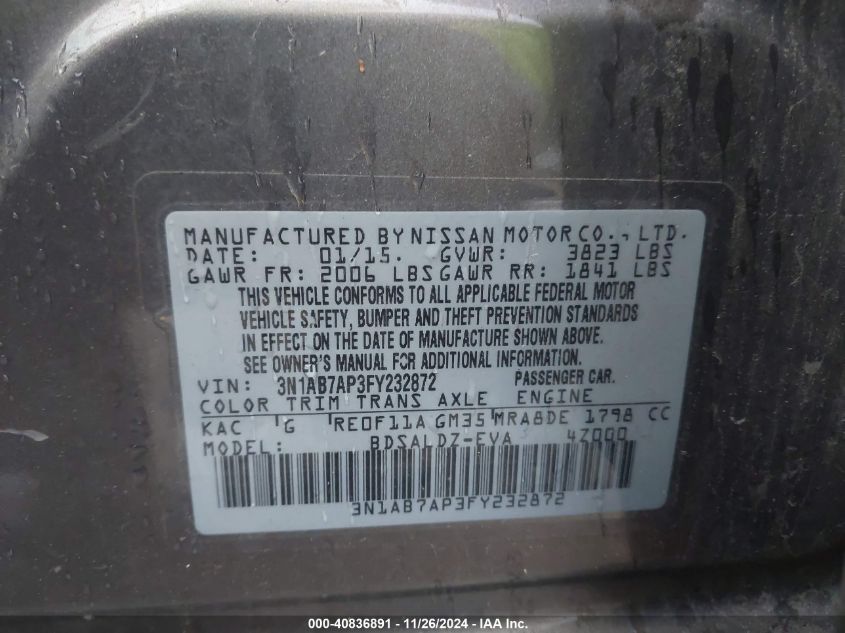 MANUFACTURED BY NISSAN MOTOR CO., LTD.
DATE: 01/15. GVWR: 3823 LBS
GAWR FR: 2006 LBS GAWR RR: 1841 LBS
THIS VEHICLE CONFORMS TO ALL APPLICABLE FEDERAL MOTOR
VEHICLE SAFETY, BUMPER AND THEFT PREVENTION STANDARDS
IN EFFECT ON THE DATE OF MANUFACTURE SHOWN ABOVE.
SEE OWNER'S MANUAL FOR ADDITIONAL INFORMATION.
VIN: 3N1AB7AP3FY232872 PASSENGER CAR.
COLOR TRIM TRANS AXLE ENGINE
KAC G RE0F11A GM35 MRA8DE 1798 CC
MODEL: BDSALDZ-EVA 4Z000
3N1AB7AP3FY232872
000-40836891 - 11/26/2024 - IAA Inc.